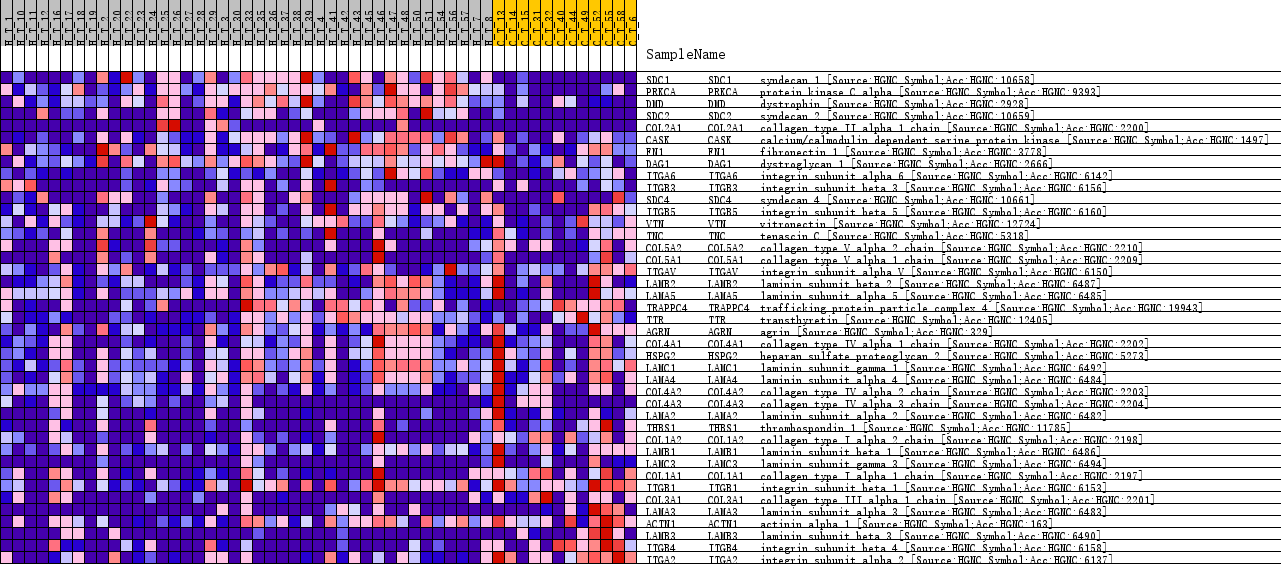 SampleName
SDC1 SDC1 syndecan 1 [Source:HGNC Symbol;Acc:HGNC:10658]
PRKCA PRKCA protein kinase C alpha [Source:HGNC Symbol;Acc:HGNC:9393]
DMD DMD dystrophin [Source:HGNC Symbol;Acc:HGNC:2928]
SDC2 SDC2 syndecan 2 [Source:HGNC Symbol;Acc:HGNC:10659]
COL2A1 COL2A1 collagen type II alpha 1 chain [Source:HGNC Symbol;Acc:HGNC:2200]
CASK CASK calcium/calmodulin dependent serine protein kinase [Source:HGNC Symbol;Acc:HGNC:1497]
FN1 FN1 fibronectin 1 [Source:HGNC Symbol;Acc:HGNC:3778]
DAG1 DAG1 dystroglycan 1 [Source:HGNC Symbol;Acc:HGNC:2666]
ITGA6 ITGA6 integrin subunit alpha 6 [Source:HGNC Symbol;Acc:HGNC:6142]
ITGB3 ITGB3 integrin subunit beta 3 [Source:HGNC Symbol;Acc:HGNC:6156]
SDC4 SDC4 syndecan 4 [Source:HGNC Symbol;Acc:HGNC:10661]
ITGB5 ITGB5 integrin subunit beta 5 [Source:HGNC Symbol;Acc:HGNC:6160]
VTN VTN vitronectin [Source:HGNC Symbol;Acc:HGNC:12724]
TNC TNC tenascin C [Source:HGNC Symbol;Acc:HGNC:5318]
COL5A2 COL5A2 collagen type V alpha 2 chain [Source:HGNC Symbol;Acc:HGNC:2210]
COL5A1 COL5A1 collagen type V alpha 1 chain [Source:HGNC Symbol;Acc:HGNC:2209]
ITGAV ITGAV integrin subunit alpha V [Source:HGNC Symbol;Acc:HGNC:6150]
LAMB2 LAMB2 laminin subunit beta 2 [Source:HGNC Symbol;Acc:HGNC:6487]
LAMA5 LAMA5 laminin subunit alpha 5 [Source:HGNC Symbol;Acc:HGNC:6485]
TRAPPC4 TRAPPC4 trafficking protein particle complex 4 [Source:HGNC Symbol;Acc:HGNC:19943]
TTR TTR transthyretin [Source:HGNC Symbol;Acc:HGNC:12405]
AGRN AGRN agrin [Source:HGNC Symbol;Acc:HGNC:329]
COL4A1 COL4A1 collagen type IV alpha 1 chain [Source:HGNC Symbol;Acc:HGNC:2202]
HSPG2 HSPG2 heparan sulfate proteoglycan 2 [Source:HGNC Symbol;Acc:HGNC:5273]
LAMC1 LAMC1 laminin subunit gamma 1 [Source:HGNC Symbol;Acc:HGNC:6492]
LAMA4 LAMA4 laminin subunit alpha 4 [Source:HGNC Symbol;Acc:HGNC:6484]
COL4A2 COL4A2 collagen type IV alpha 2 chain [Source:HGNC Symbol;Acc:HGNC:2203]
COL4A3 COL4A3 collagen type IV alpha 3 chain [Source:HGNC Symbol;Acc:HGNC:2204]
LAMA2 LAMA2 laminin subunit alpha 2 [Source:HGNC Symbol;Acc:HGNC:6482]
THBS1 THBS1 thrombospondin 1 [Source:HGNC Symbol;Acc:HGNC:11785]
COL1A2 COL1A2 collagen type I alpha 2 chain [Source:HGNC Symbol;Acc:HGNC:2198]
LAMB1 LAMB1 laminin subunit beta 1 [Source:HGNC Symbol;Acc:HGNC:6486]
LAMC3 LAMC3 laminin subunit gamma 3 [Source:HGNC Symbol;Acc:HGNC:6494]
COL1A1 COL1A1 collagen type I alpha 1 chain [Source:HGNC Symbol;Acc:HGNC:2197]
ITGB1 ITGB1 integrin subunit beta 1 [Source:HGNC Symbol;Acc:HGNC:6153]
COL3A1 COL3A1 collagen type III alpha 1 chain [Source:HGNC Symbol;Acc:HGNC:2201]
LAMA3 LAMA3 laminin subunit alpha 3 [Source:HGNC Symbol;Acc:HGNC:6483]
ACTN1 ACTN1 actinin alpha 1 [Source:HGNC Symbol;Acc:HGNC:163]
LAMB3 LAMB3 laminin subunit beta 3 [Source:HGNC Symbol;Acc:HGNC:6490]
ITGB4 ITGB4 integrin subunit beta 4 [Source:HGNC Symbol;Acc:HGNC:6158]
ITGA2 ITGA2 integrin subunit alpha 2 [Source:HGNC Symbol;Acc:HGNC:6137]